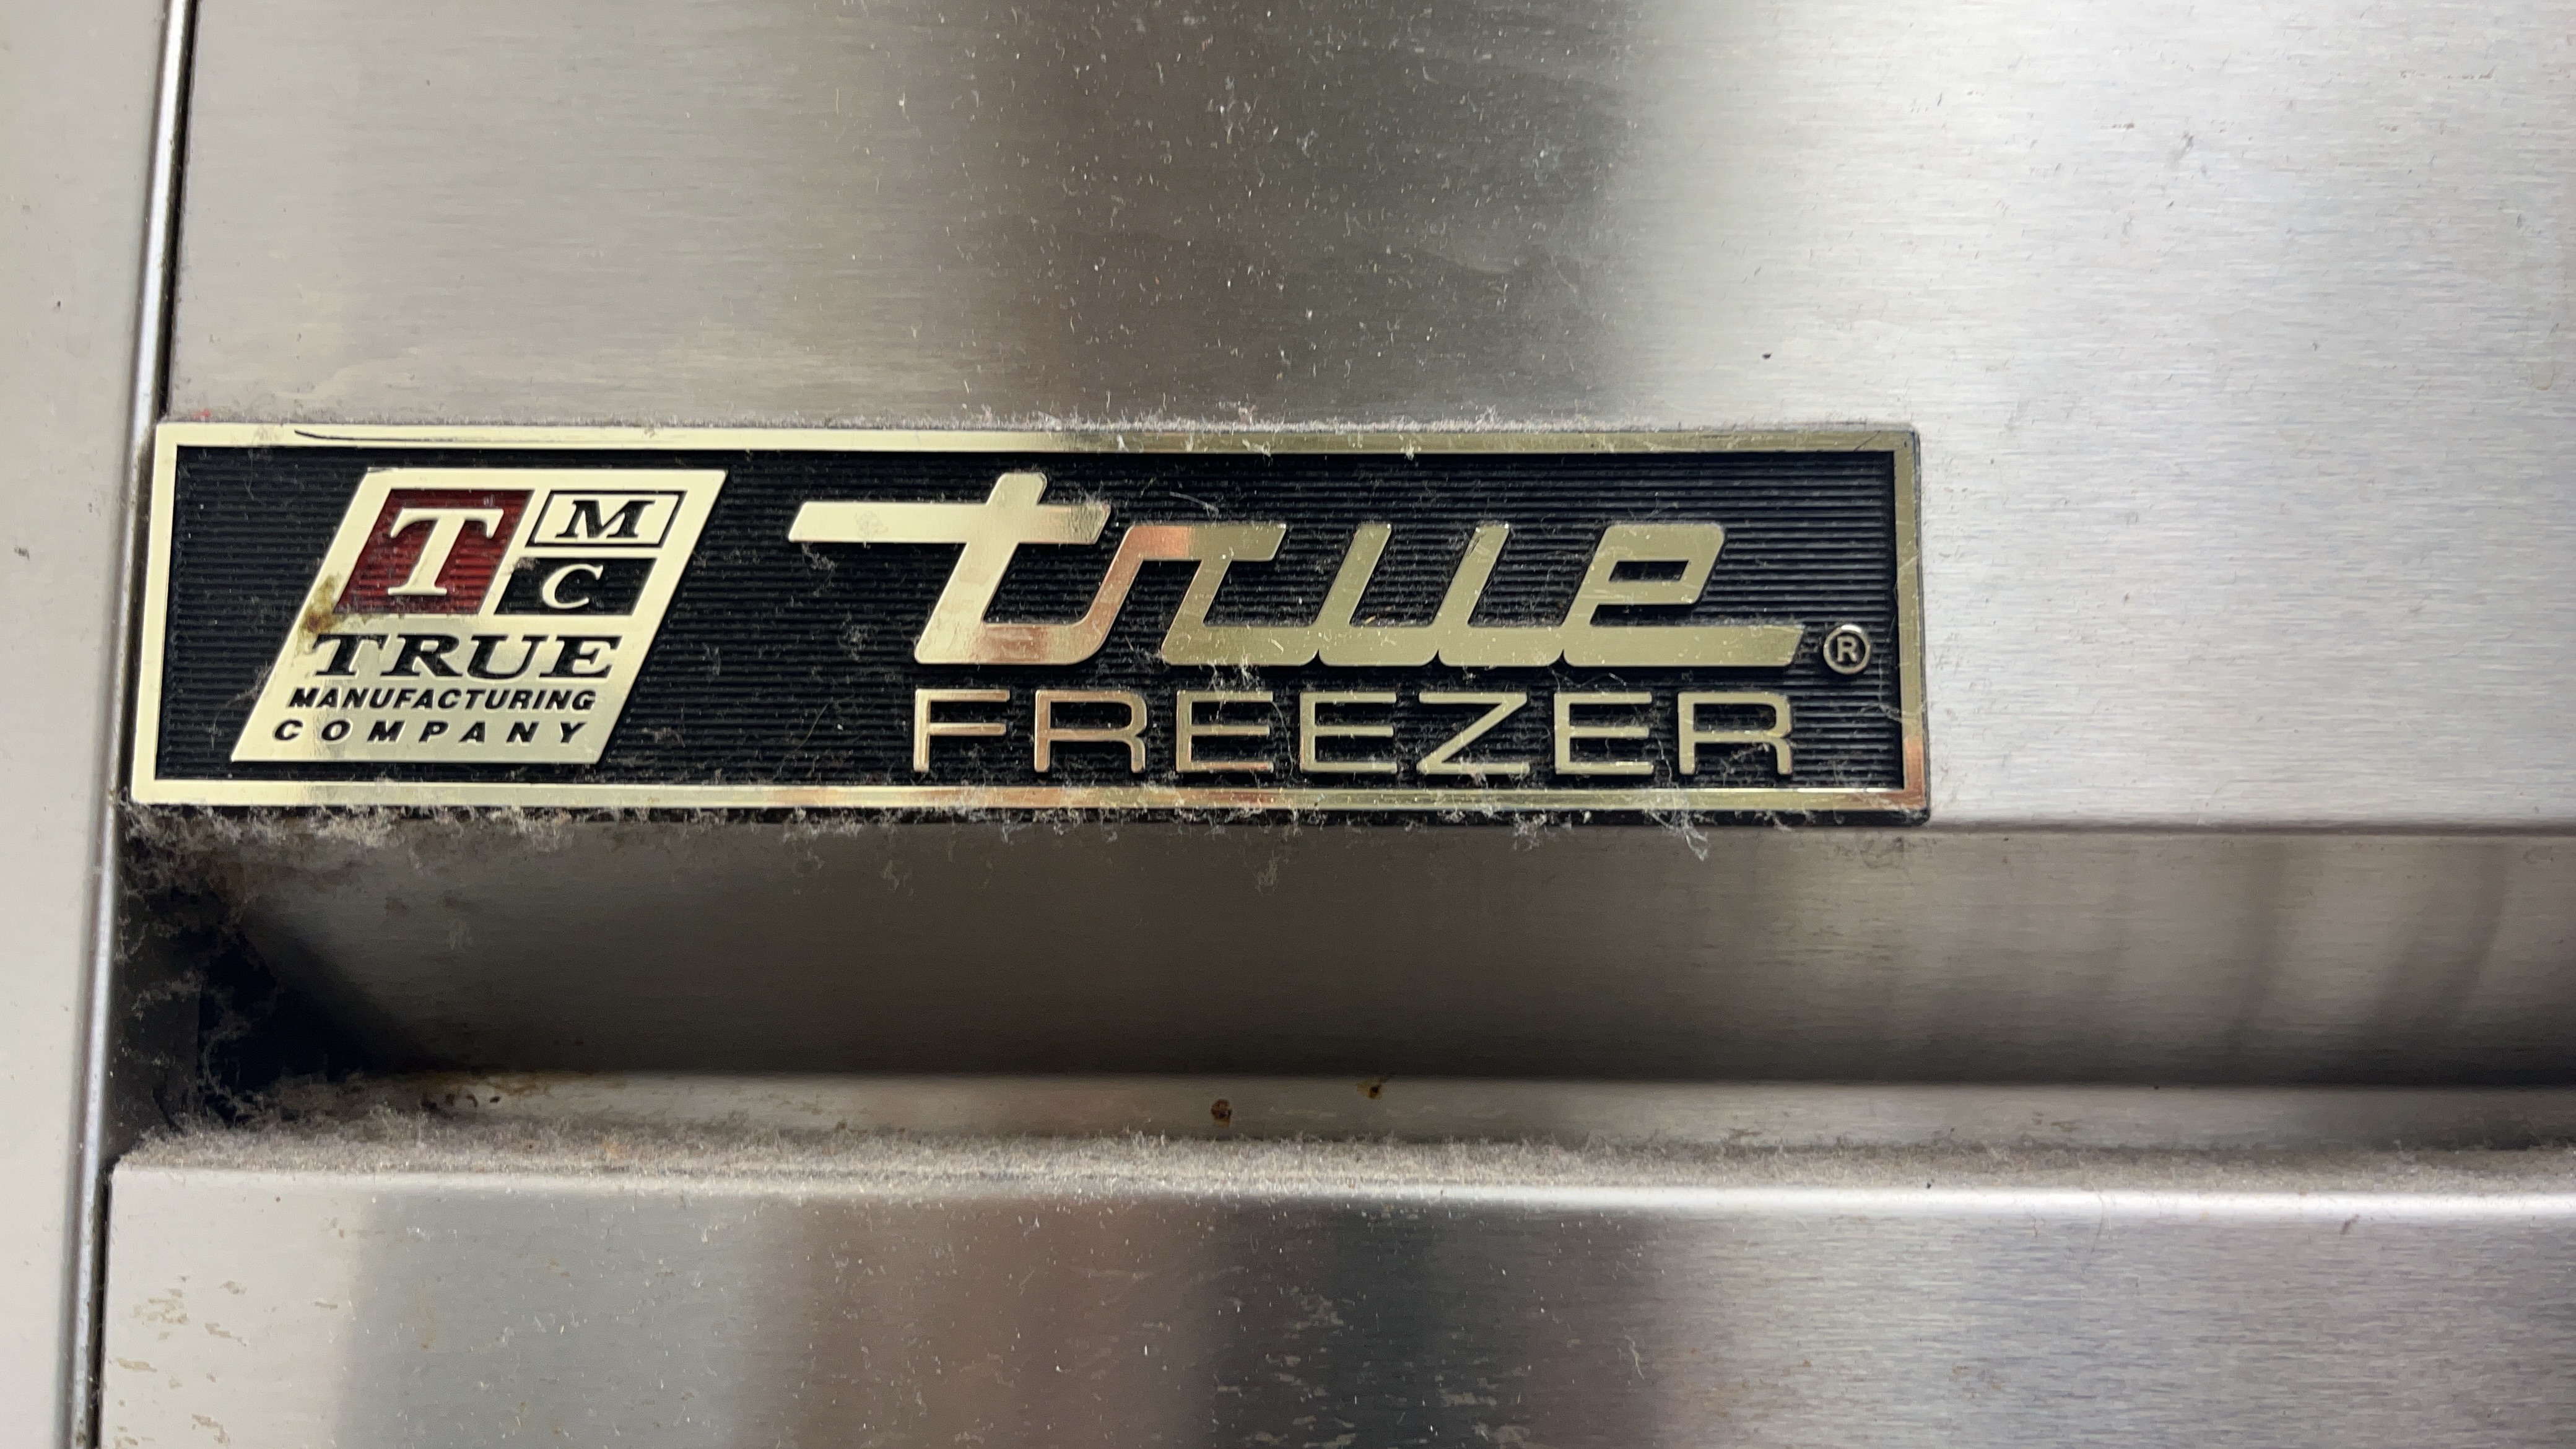 T M
C
TRUE
MANUFACTURING
COMPANY
true®
FREEZER